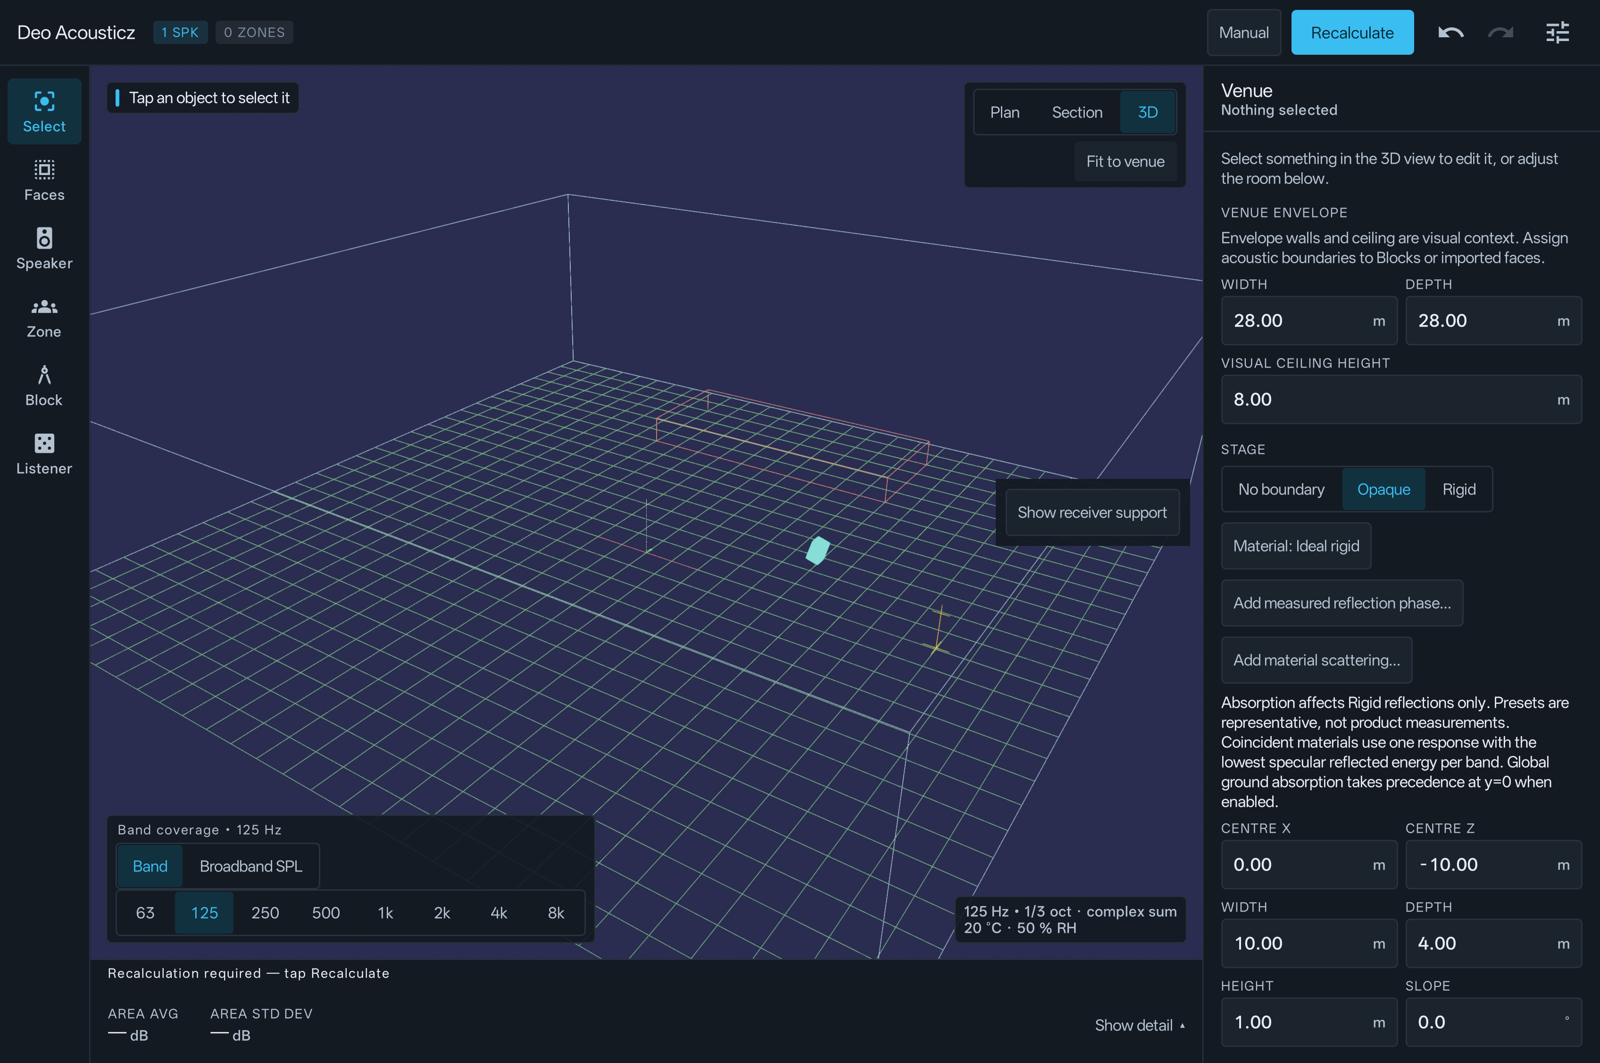 Deo Acousticz
1 SPK
0 ZONES
Manual
Recalculate
Select
Faces
Speaker
Zone
Block
Listener
Tap an object to select it
Plan
Section
3D
Fit to venue
Show receiver support
Band coverage • 125 Hz
Band
Broadband SPL
63
125
250
500
1k
2k
4k
8k
125 Hz • 1/3 oct · complex sum
20 °C · 50 % RH
Recalculation required — tap Recalculate
AREA AVG
— dB
AREA STD DEV
— dB
Show detail ▴
Venue
Nothing selected
Select something in the 3D view to edit it, or adjust
the room below.
VENUE ENVELOPE
Envelope walls and ceiling are visual context. Assign
acoustic boundaries to Blocks or imported faces.
WIDTH
28.00 m
DEPTH
28.00 m
VISUAL CEILING HEIGHT
8.00 m
STAGE
No boundary
Opaque
Rigid
Material: Ideal rigid
Add measured reflection phase...
Add material scattering...
Absorption affects Rigid reflections only. Presets are
representative, not product measurements.
Coincident materials use one response with the
lowest specular reflected energy per band. Global
ground absorption takes precedence at y=0 when
enabled.
CENTRE X
0.00 m
CENTRE Z
-10.00 m
WIDTH
10.00 m
DEPTH
4.00 m
HEIGHT
1.00 m
SLOPE
0.0 °